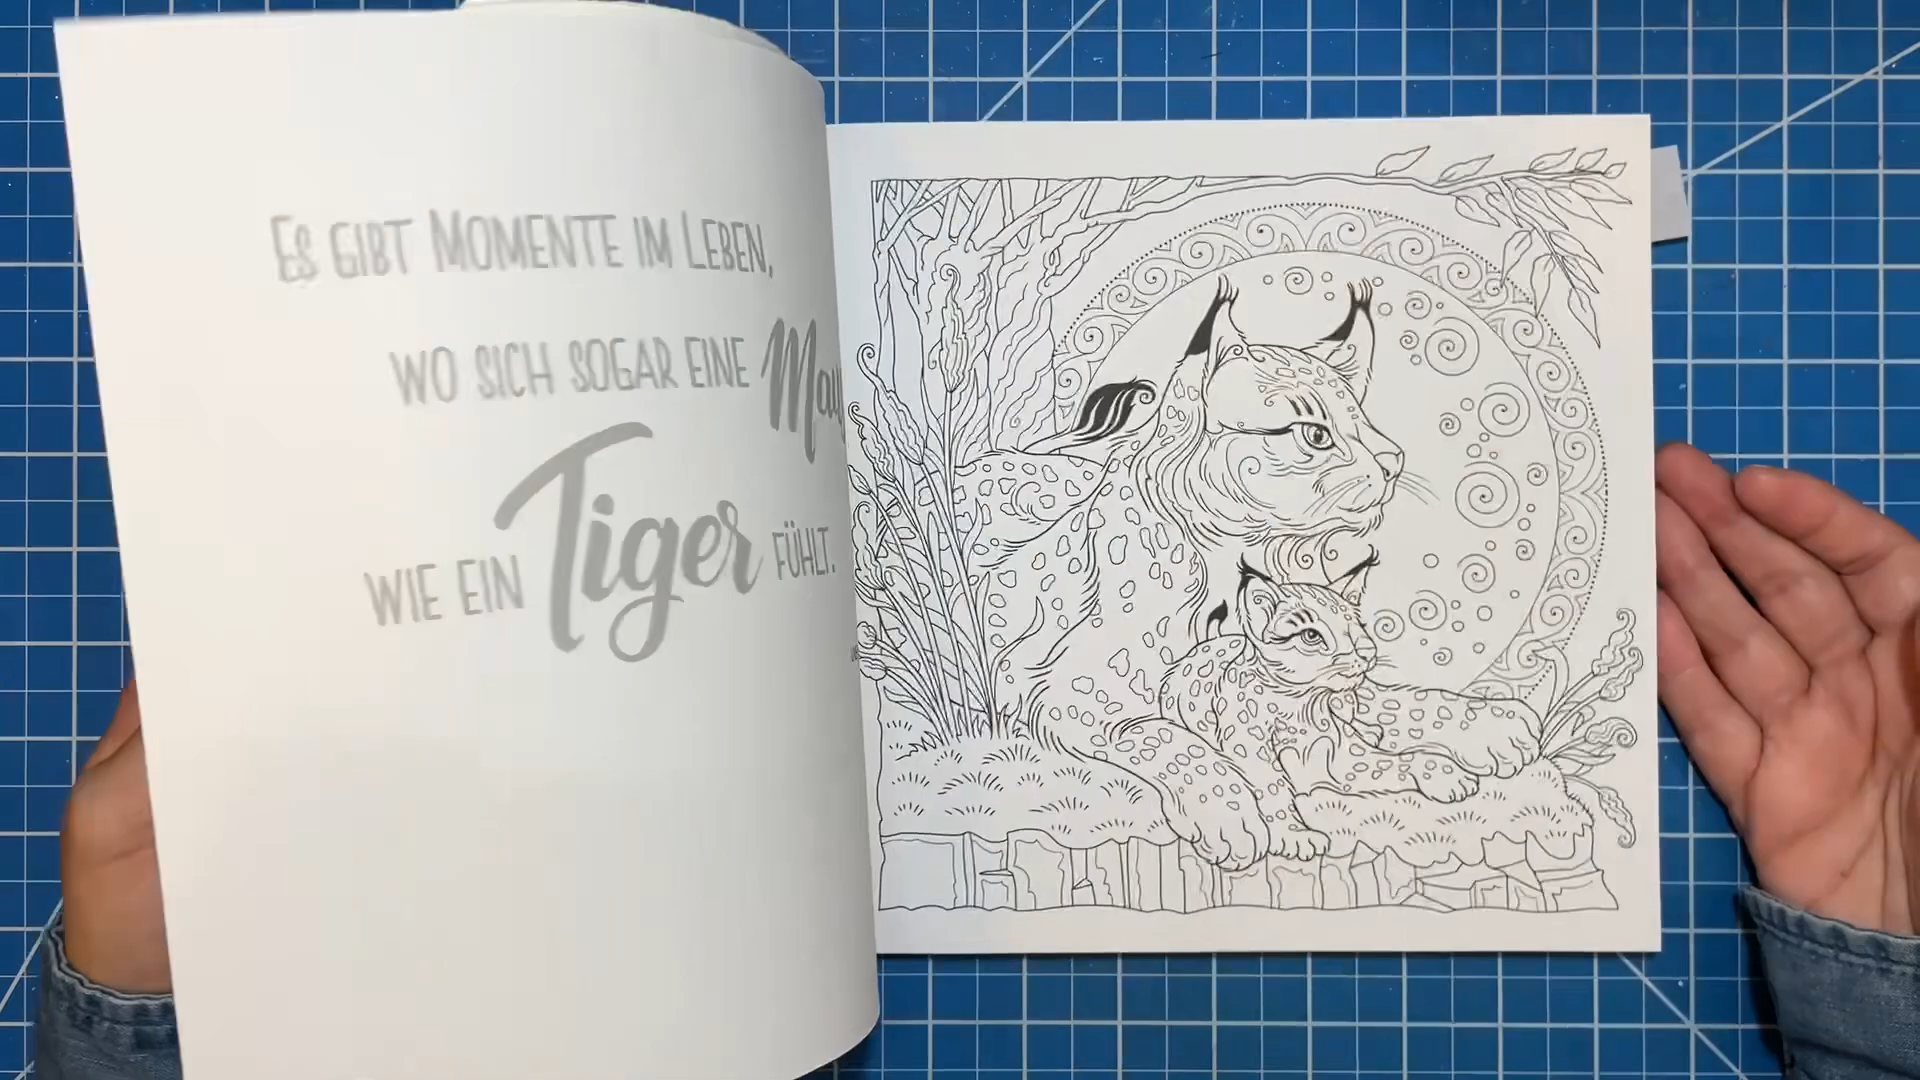 Es gibt Momente im Leben,
wo sich sogar eine
wie ein Tiger fühlt.